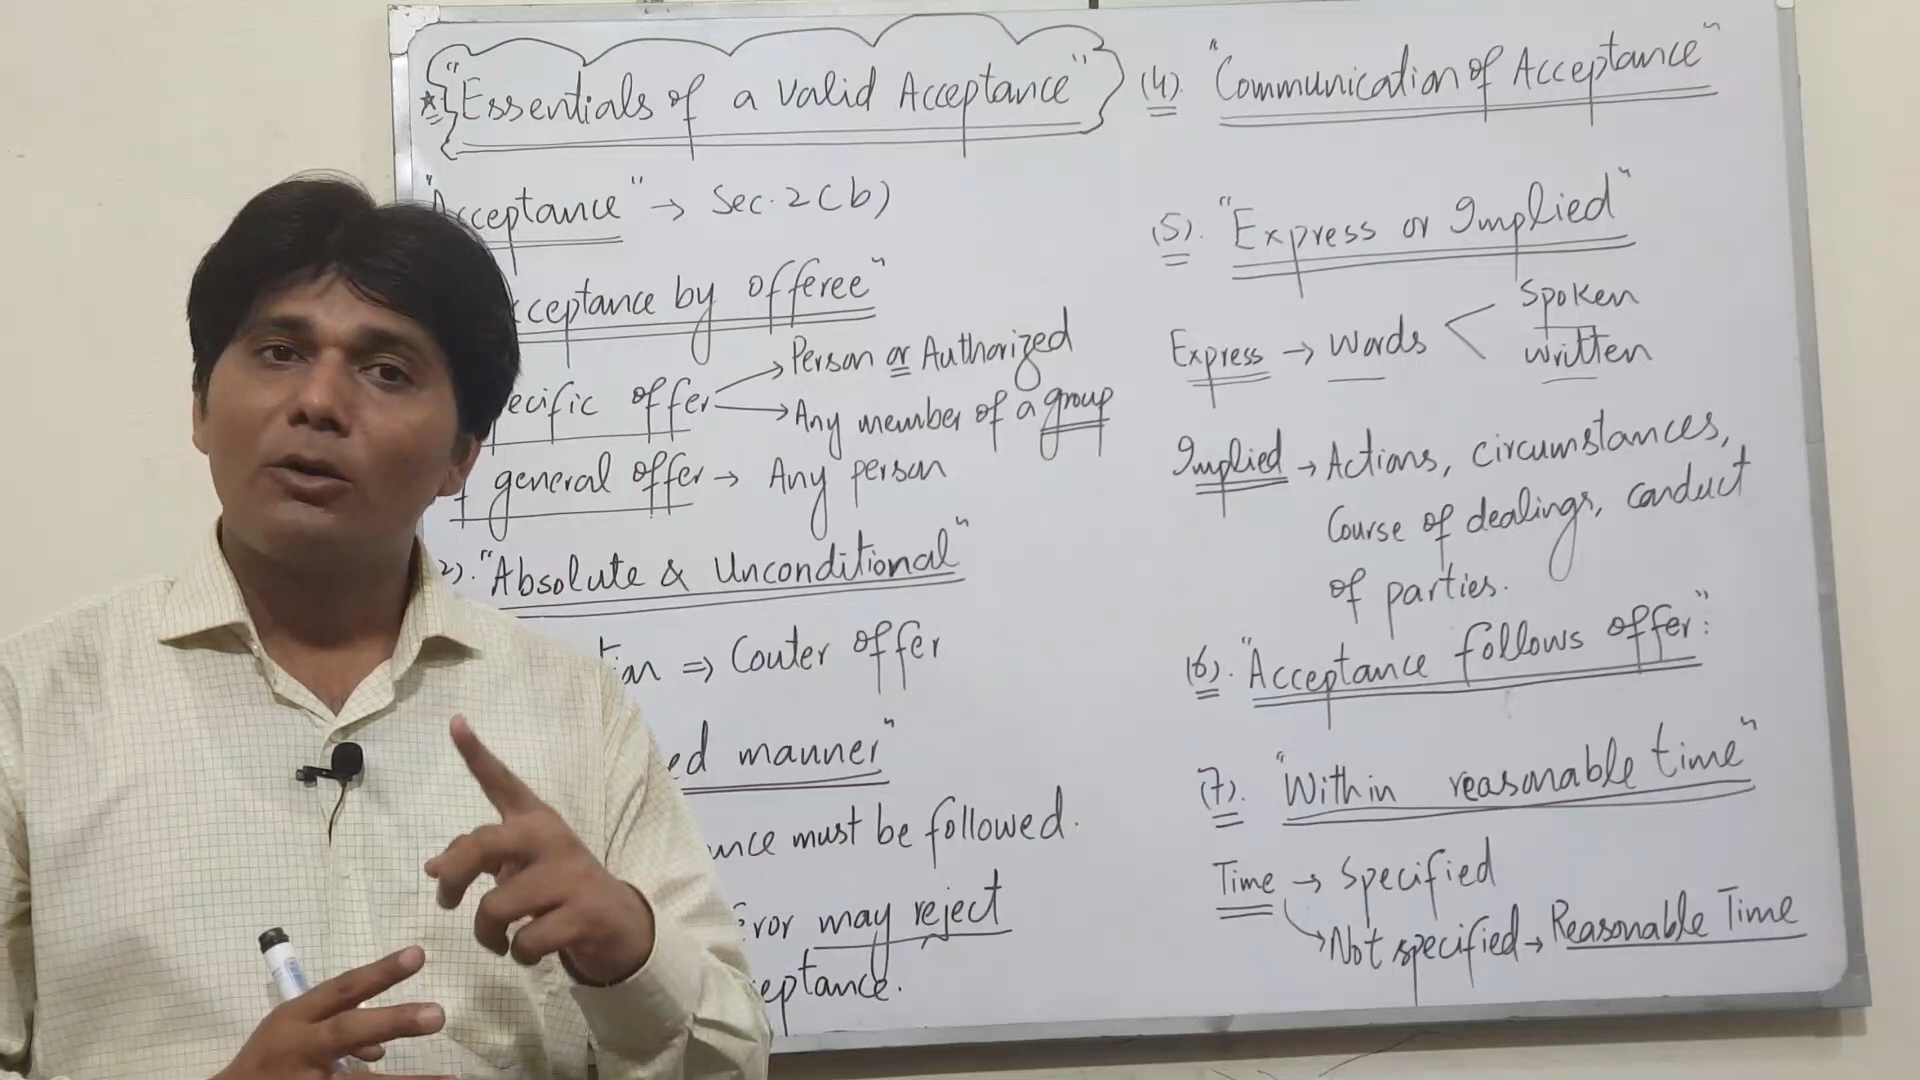 "Essentials of a valid Acceptance"
Acceptance" → Sec. 2(b)
cceptance by offeree"
ecific offer → Person or Authorized
→ Any member of a group
general offer → Any person
2). "Absolute & Unconditional"
⇒ Couter offer
ed manner"
must be followed.
may reject
eptance.
(4). "Communication of Acceptance"
(5). "Express or Implied"
Express → Words < Spoken
written
Implied → Actions, circumstances,
Course of dealings, conduct
of parties.
(6). "Acceptance follows offer":
(7). "Within reasonable time"
Time → Specified
→ Not specified → Reasonable Time